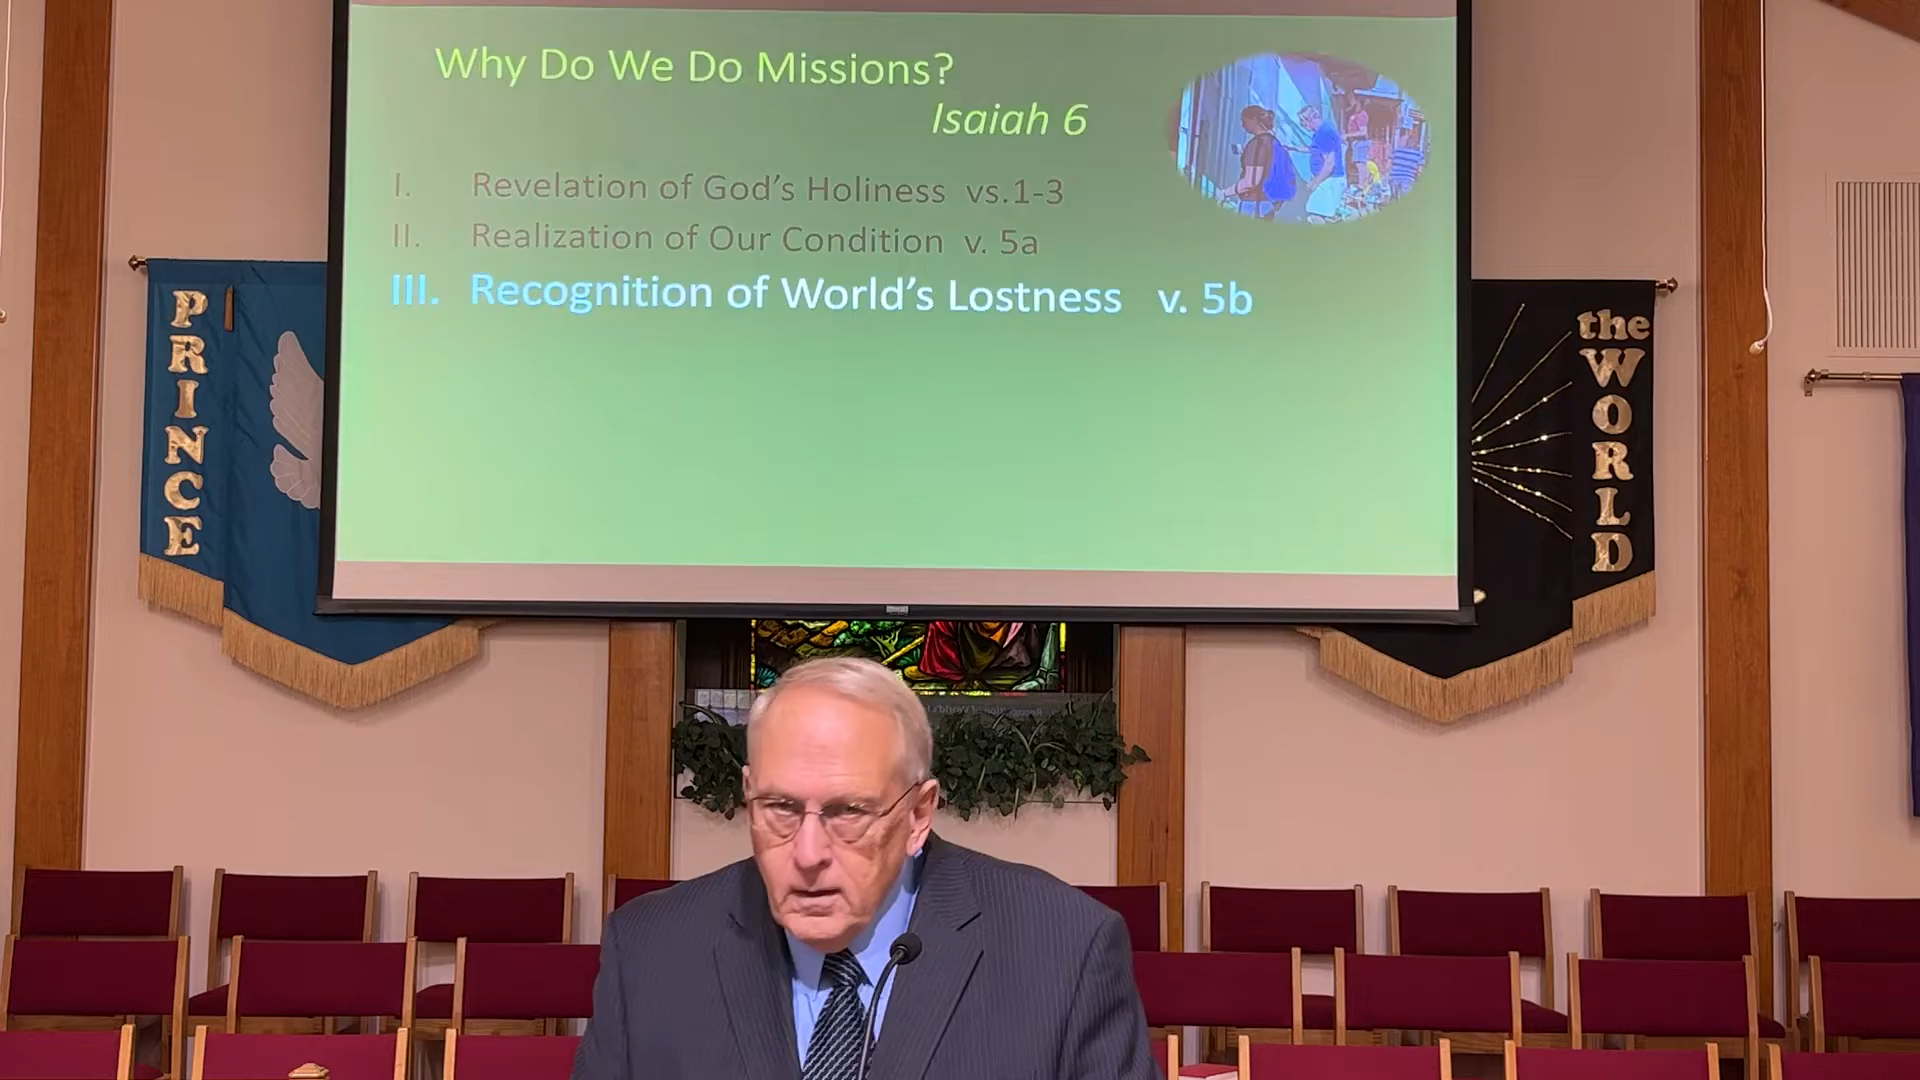 Why Do We Do Missions?
Isaiah 6
I. Revelation of God's Holiness vs.1-3
II. Realization of Our Condition v. 5a
III. Recognition of World's Lostness v. 5b
PRINCE
the
WORLD